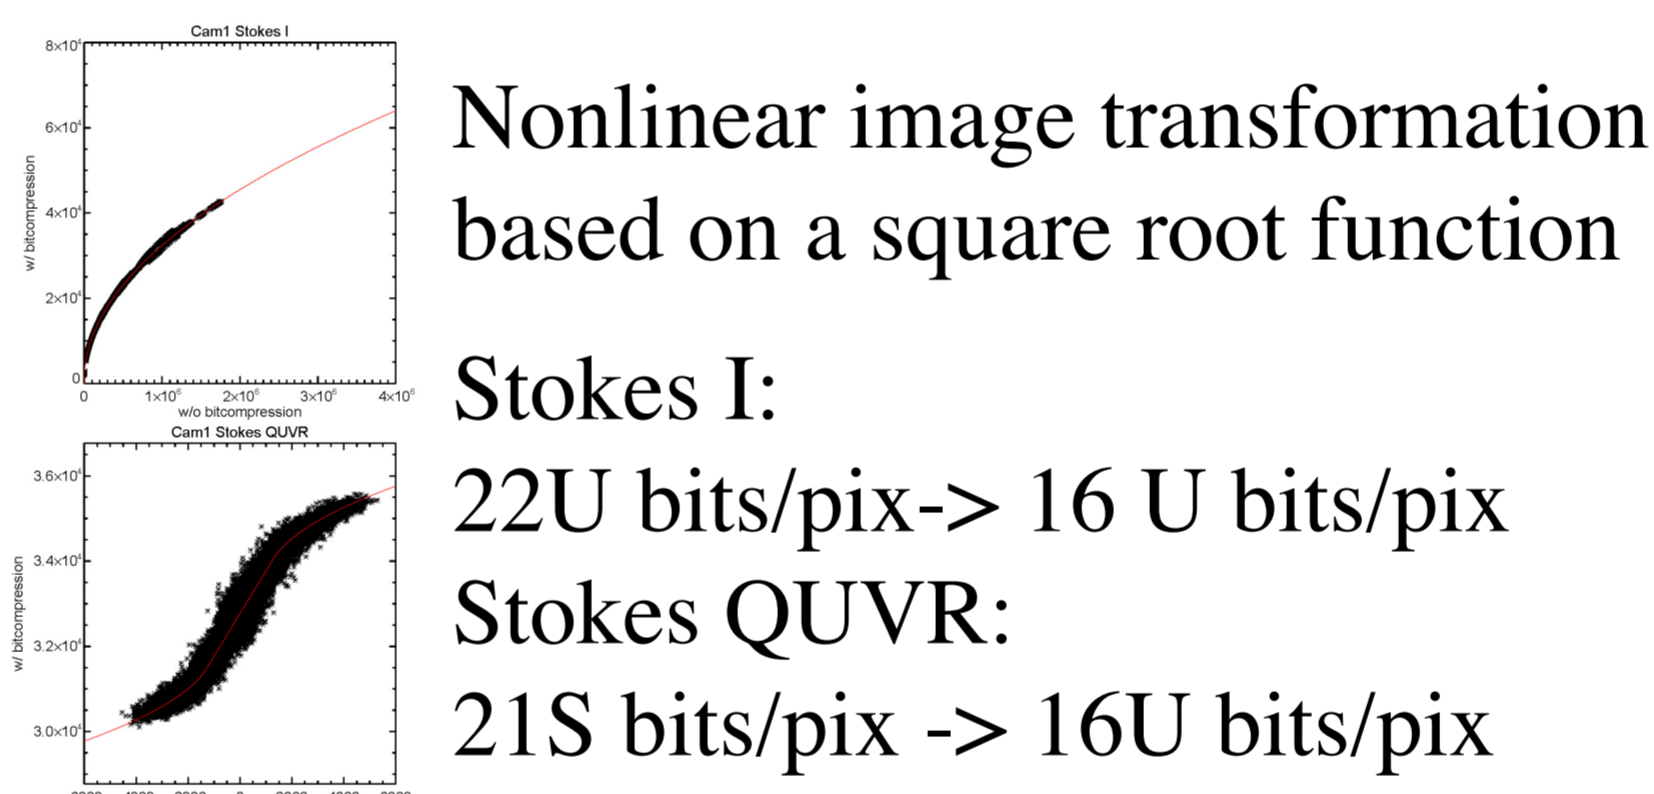 Cam1 Stokes I
8×10⁴
6×10⁴
4×10⁴
2×10⁴
0
w/ bitcompression
0 1×10⁶ 2×10⁶ 3×10⁶ 4×10⁶
w/o bitcompression
Cam1 Stokes QUVR
3.6×10⁴
3.4×10⁴
3.2×10⁴
3.0×10⁴
w/ bitcompression
Nonlinear image transformation
based on a square root function
Stokes I:
22U bits/pix-> 16 U bits/pix
Stokes QUVR:
21S bits/pix -> 16U bits/pix